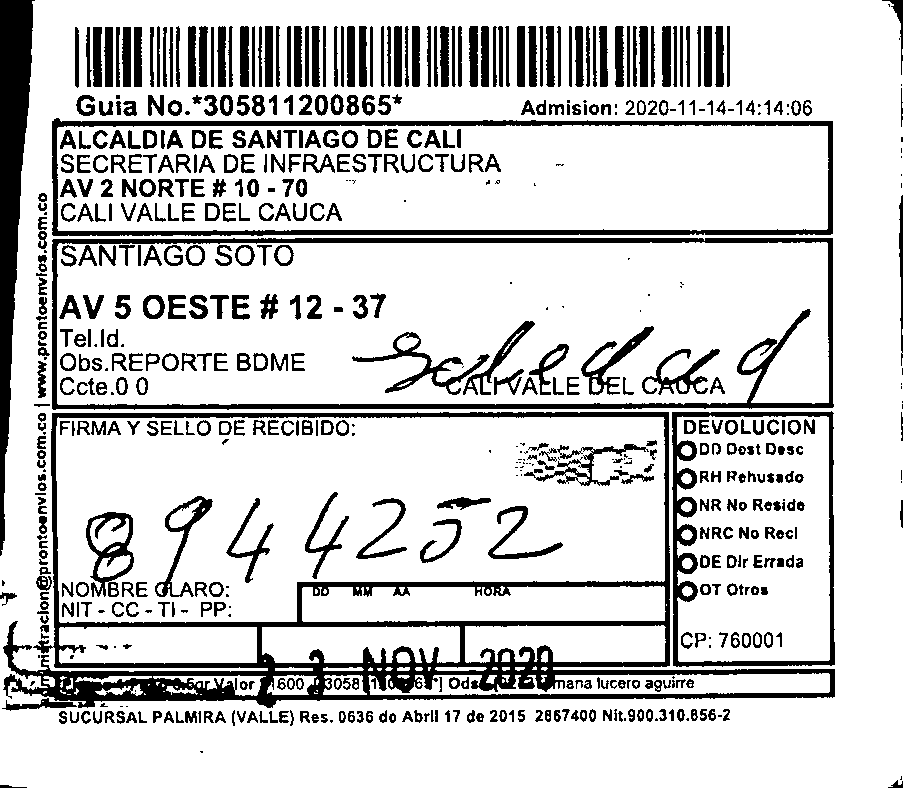 Guia No.*305811200865*
Admision: 2020-11-14-14:14:06
ALCALDIA DE SANTIAGO DE CALI
SECRETARIA DE INFRAESTRUCTURA
AV 2 NORTE # 10 - 70
CALI VALLE DEL CAUCA
www.prontoenvios.com.co
SANTIAGO SOTO
AV 5 OESTE # 12 - 37
Tel.Id.
Obs.REPORTE BDME
Ccte.0 0
CALI VALLE DEL CAUCA
FIRMA Y SELLO DE RECIBIDO:
8944252
NOMBRE CLARO:
NIT - CC - TI - PP:
DD MM AA HORA
DEVOLUCION
DD Dest Desc
RH Rehusado
NR No Reside
NRC No Recl
DE Dir Errada
OT Otros
CP: 760001
23 NOV 2020
Valor lucero aguirre
SUCURSAL PALMIRA (VALLE) Res. 0636 do Abril 17 de 2015 2867400 Nit.900.310.856-2